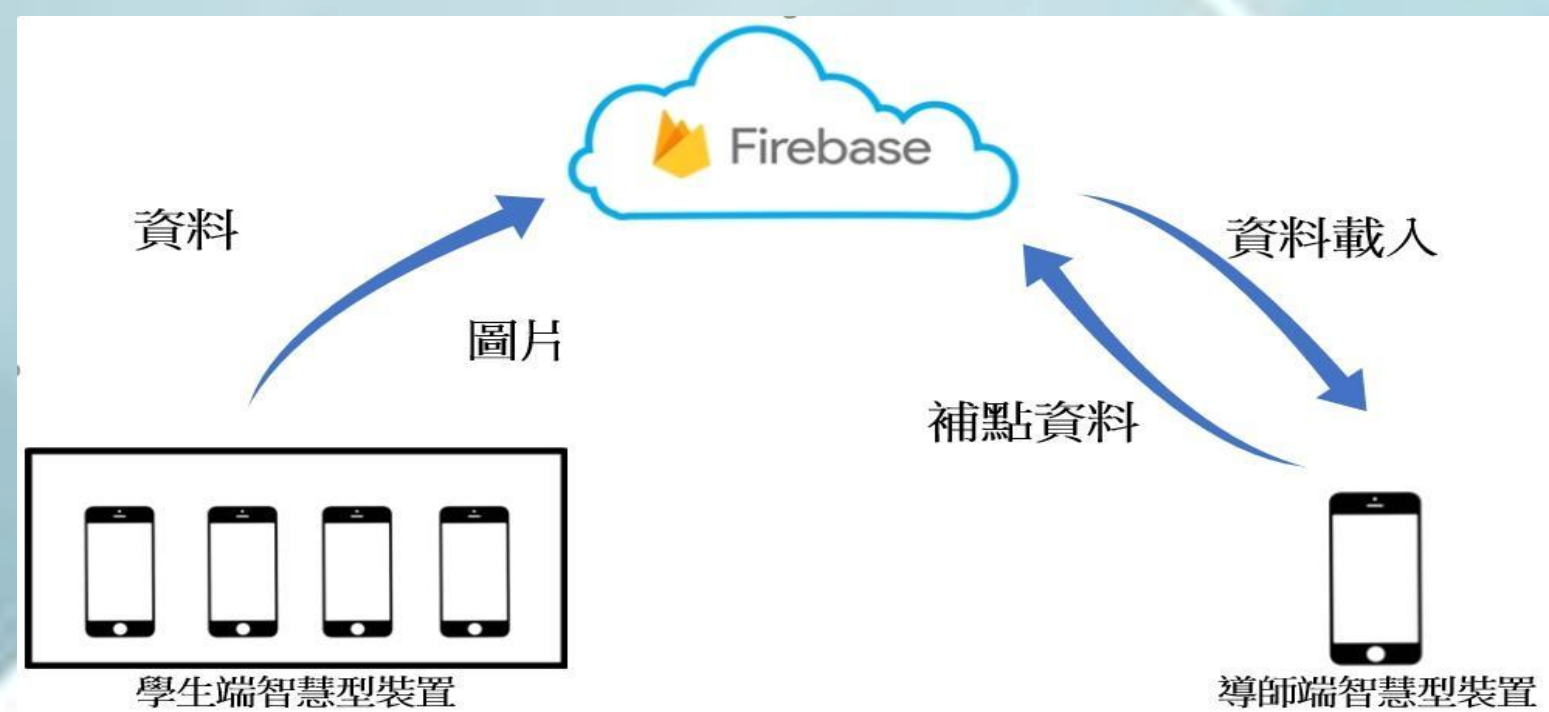 Firebase
資料
資料載入
圖片
補點資料
學生端智慧型裝置
導師端智慧型裝置